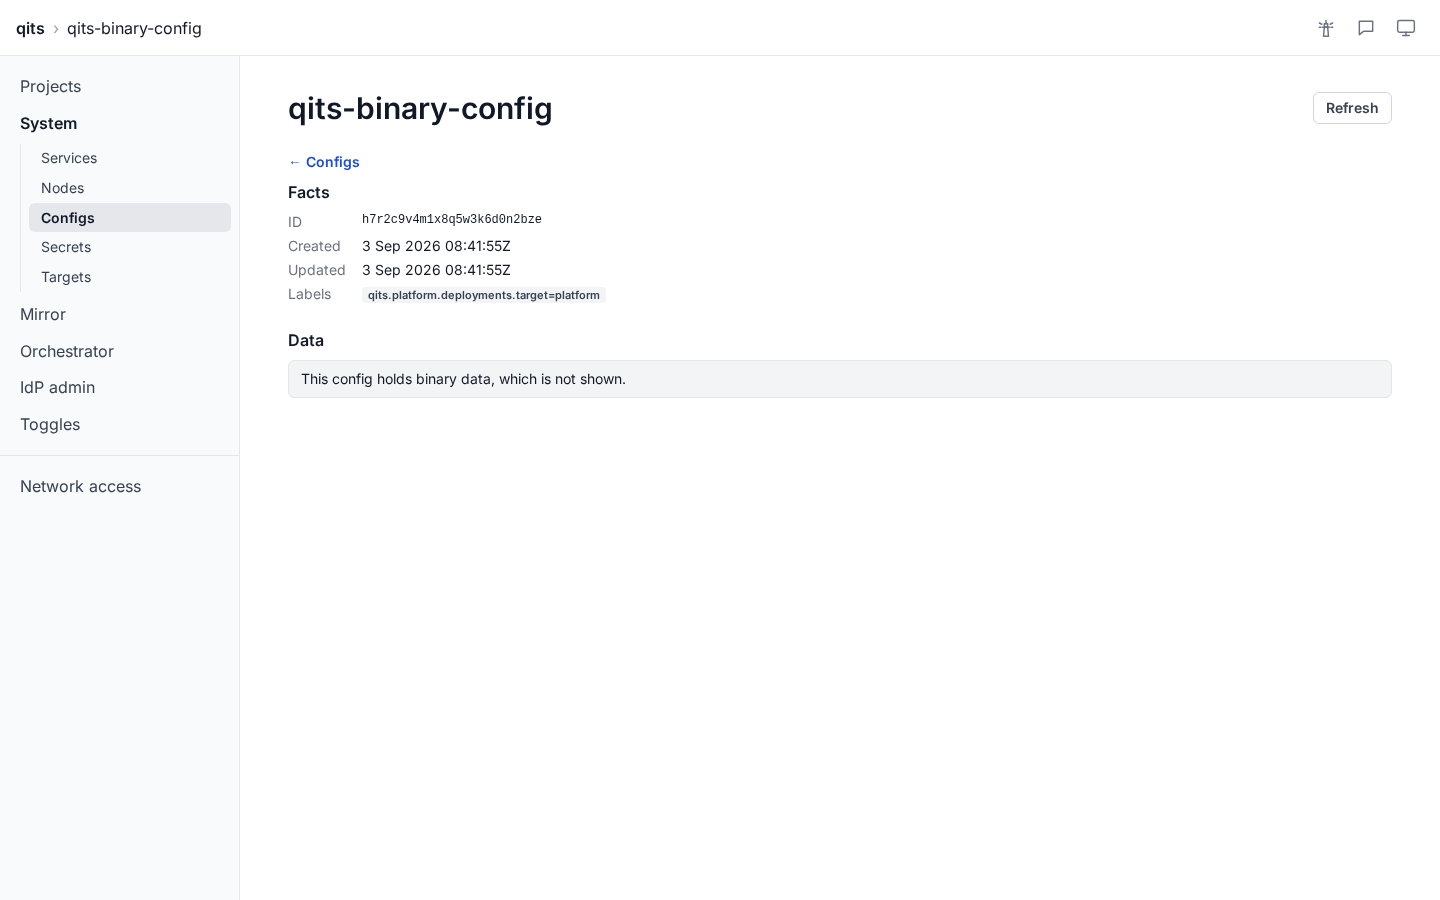 qits › qits-binary-config
Projects
System
Services
Nodes
Configs
Secrets
Targets
Mirror
Orchestrator
IdP admin
Toggles
Network access
qits-binary-config
Refresh
← Configs
Facts
ID h7r2c9v4m1x8q5w3k6d0n2bze
Created 3 Sep 2026 08:41:55Z
Updated 3 Sep 2026 08:41:55Z
Labels qits.platform.deployments.target=platform
Data
This config holds binary data, which is not shown.